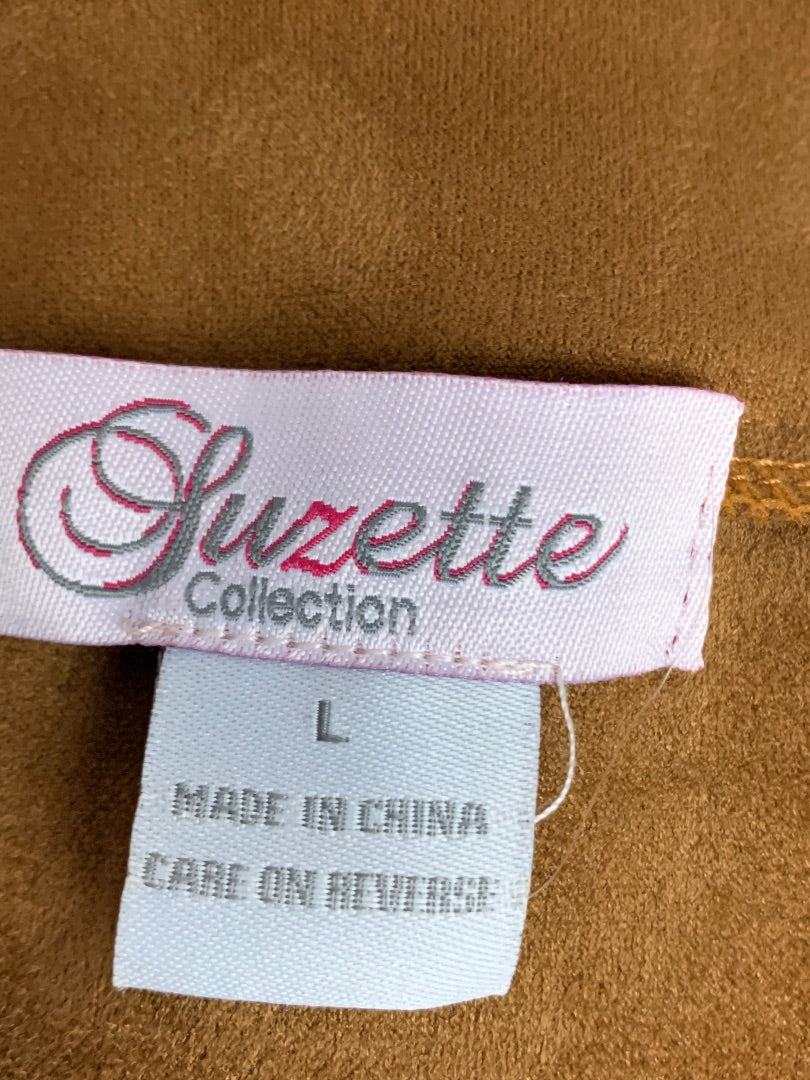 Suzette
Collection
L
MADE IN CHINA
CARE ON REVERSE